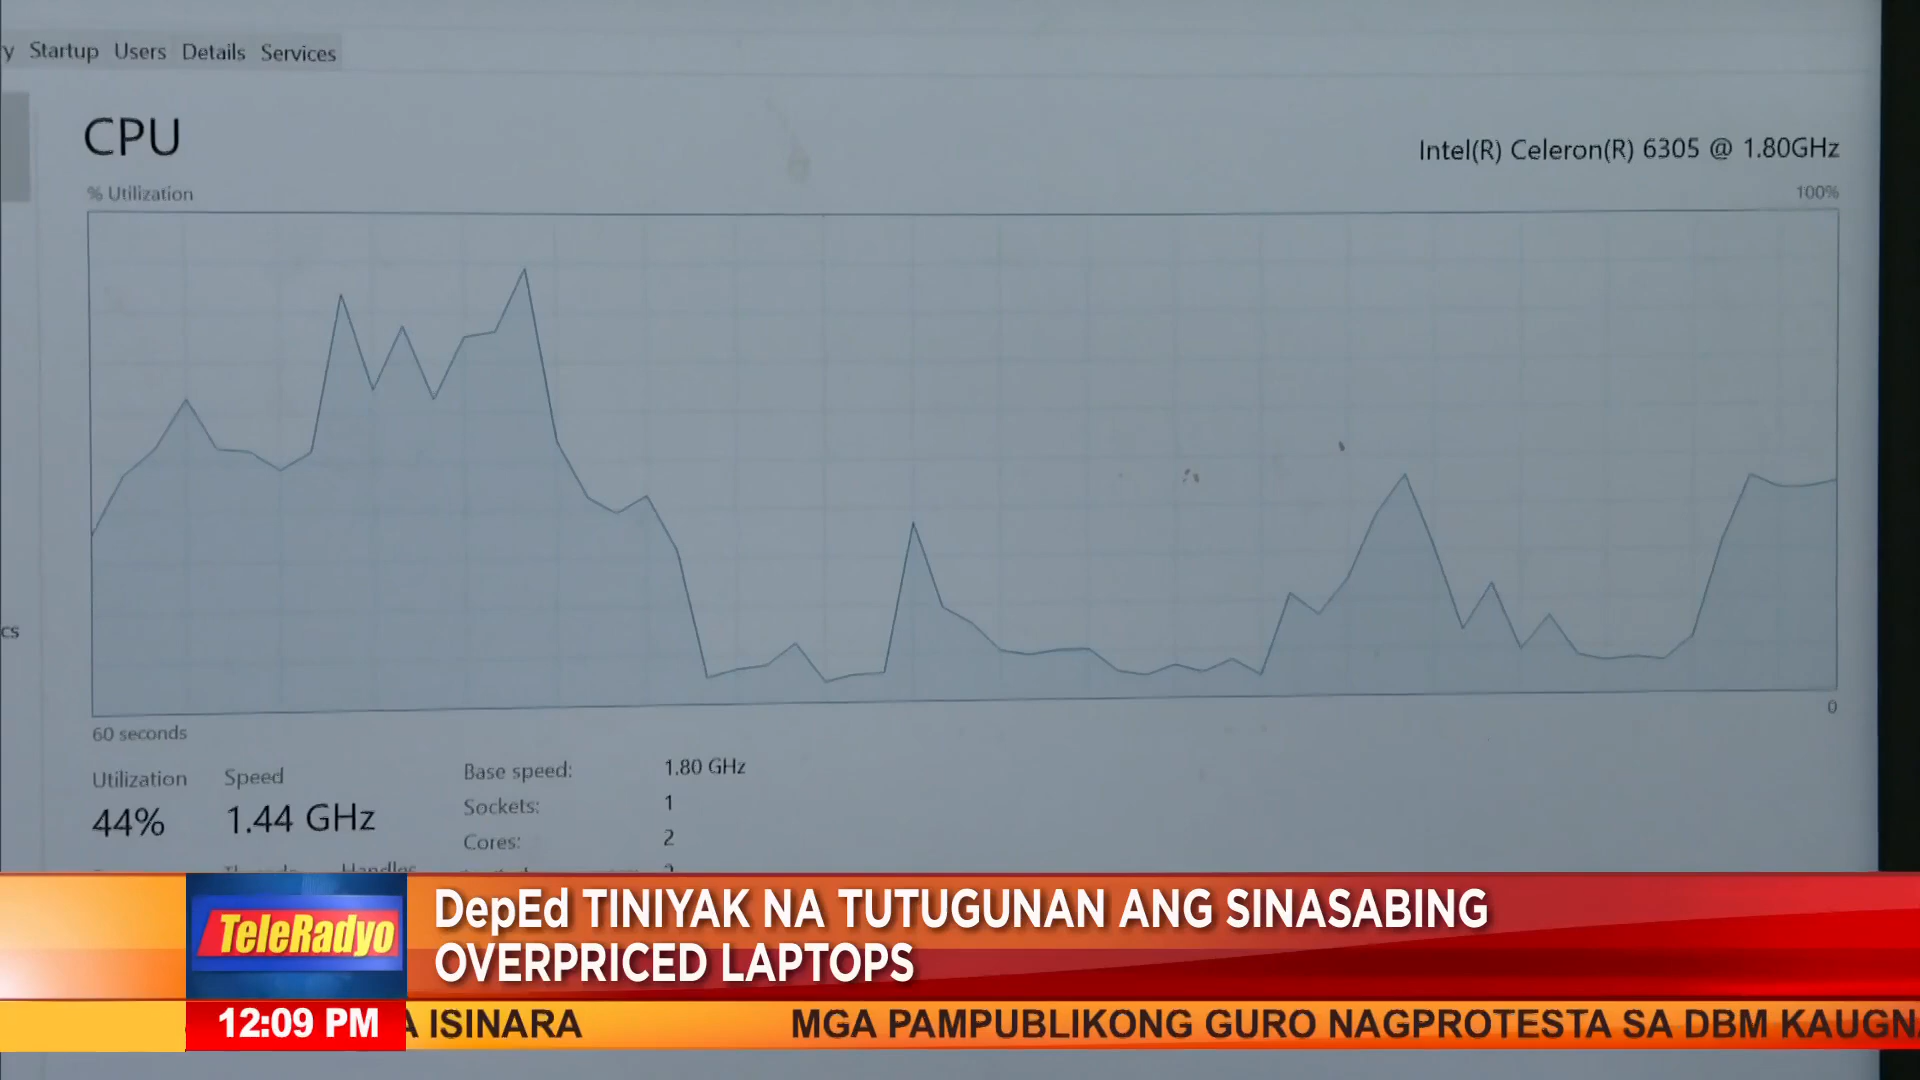 Startup Users Details Services
CPU
Intel(R) Celeron(R) 6305 @ 1.80GHz
% Utilization
100%
cs
60 seconds
0
Utilization
Speed
Base speed:
1.80 GHz
44%
1.44 GHz
Sockets:
1
Cores:
2
Handles
TeleRadyo
DepEd TINIYAK NA TUTUGUNAN ANG SINASABING
OVERPRICED LAPTOPS
12:09 PM
A ISINARA
MGA PAMPUBLIKONG GURO NAGPROTESTA SA DBM KAUGNA